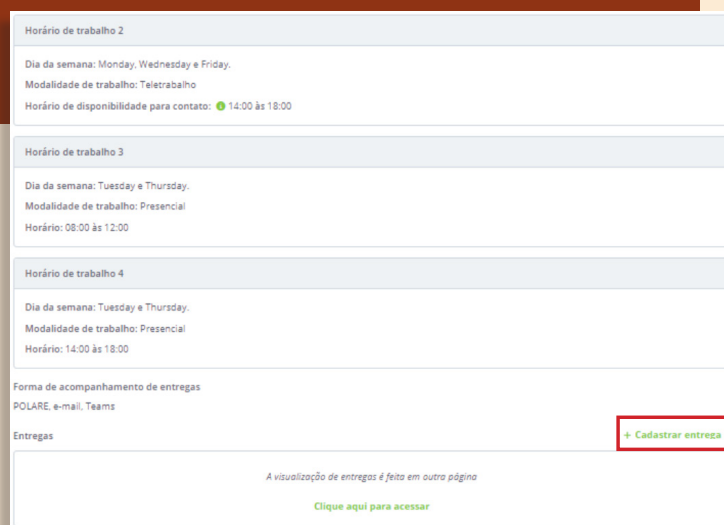 Horário de trabalho 2
Dia da semana: Monday, Wednesday e Friday.
Modalidade de trabalho: Teletrabalho
Horário de disponibilidade para contato: 14:00 às 18:00
Horário de trabalho 3
Dia da semana: Tuesday e Thursday.
Modalidade de trabalho: Presencial
Horário: 08:00 às 12:00
Horário de trabalho 4
Dia da semana: Tuesday e Thursday.
Modalidade de trabalho: Presencial
Horário: 14:00 às 18:00
Forma de acompanhamento de entregas
POLARE, e-mail, Teams
Entregas
+ Cadastrar entrega
A visualização de entregas é feita em outra página
Clique aqui para acessar